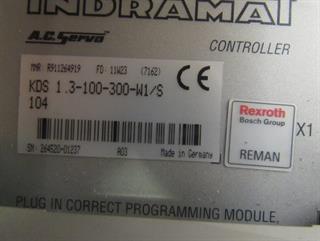 INDRAMAT
A.C. Servo
CONTROLLER
MNR: R911264919 FD: 11W23 (7162)
CE
KDS 1.3-100-300-W1/S
104
SN: 264520-01237 A03 Made in Germany
Rexroth
Bosch Group
REMAN
X1
PLUG IN CORRECT PROGRAMMING MODULE,